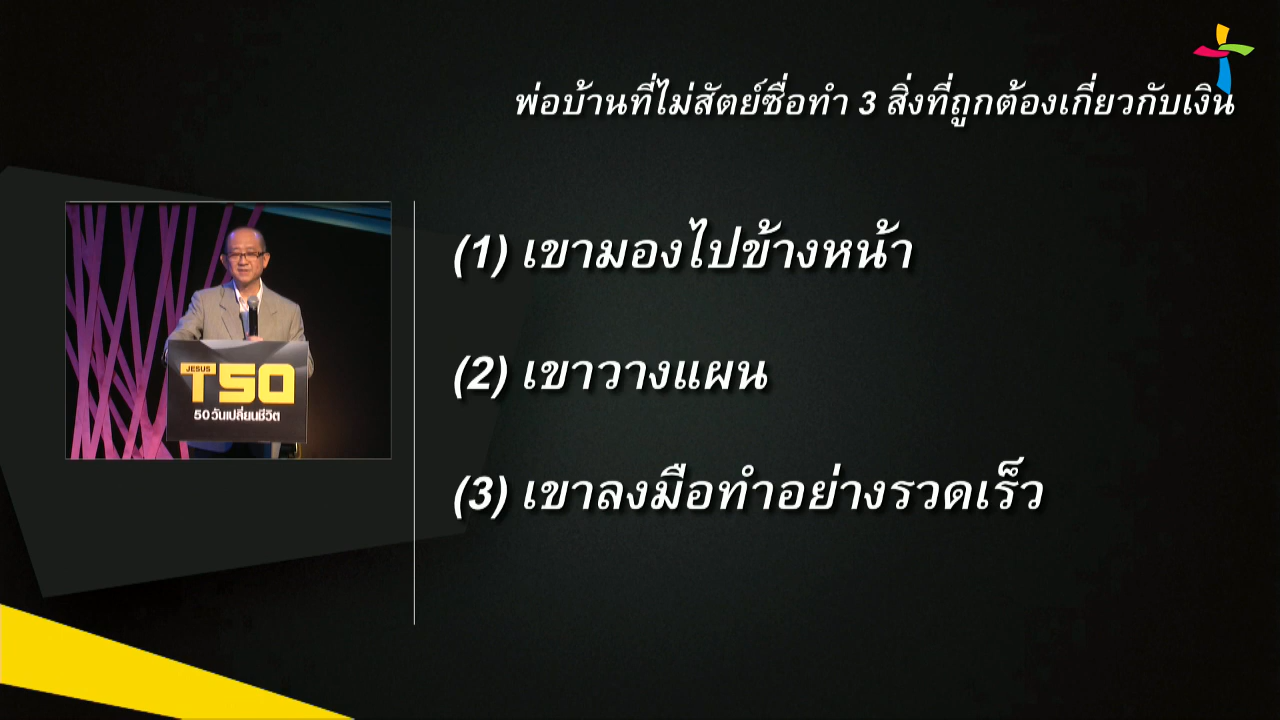 พ่อบ้านที่ไม่สัตย์ซื่อทำ 3 สิ่งที่ถูกต้องเกี่ยวกับเงิน
(1) เขามองไปข้างหน้า
(2) เขาวางแผน
(3) เขาลงมือทำอย่างรวดเร็ว
JESUS
T50
50 วันเปลี่ยนชีวิต